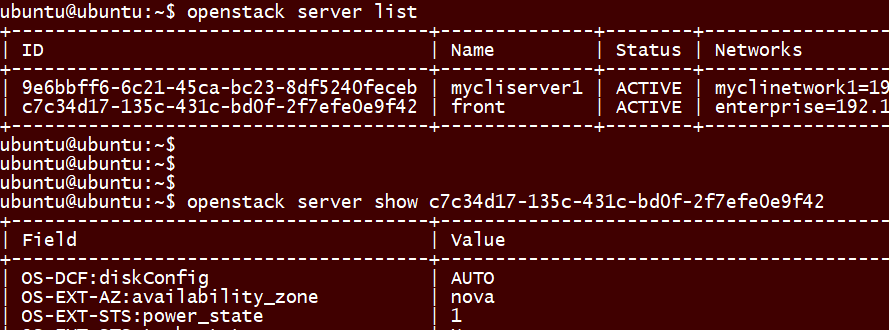 ubuntu@ubuntu:~$ openstack server list
+--------------------------------------+--------------+--------+-----------------
| ID | Name | Status | Networks
+--------------------------------------+--------------+--------+-----------------
| 9e6bbff6-6c21-45ca-bc23-8df5240feceb | mycliserver1 | ACTIVE | myclinetwork1=19
| c7c34d17-135c-431c-bd0f-2f7efe0e9f42 | front | ACTIVE | enterprise=192.1
+--------------------------------------+--------------+--------+-----------------
ubuntu@ubuntu:~$
ubuntu@ubuntu:~$
ubuntu@ubuntu:~$
ubuntu@ubuntu:~$ openstack server show c7c34d17-135c-431c-bd0f-2f7efe0e9f42
+--------------------------------------+------------------------------------------
| Field | Value
+--------------------------------------+------------------------------------------
| OS-DCF:diskConfig | AUTO
| OS-EXT-AZ:availability_zone | nova
| OS-EXT-STS:power_state | 1